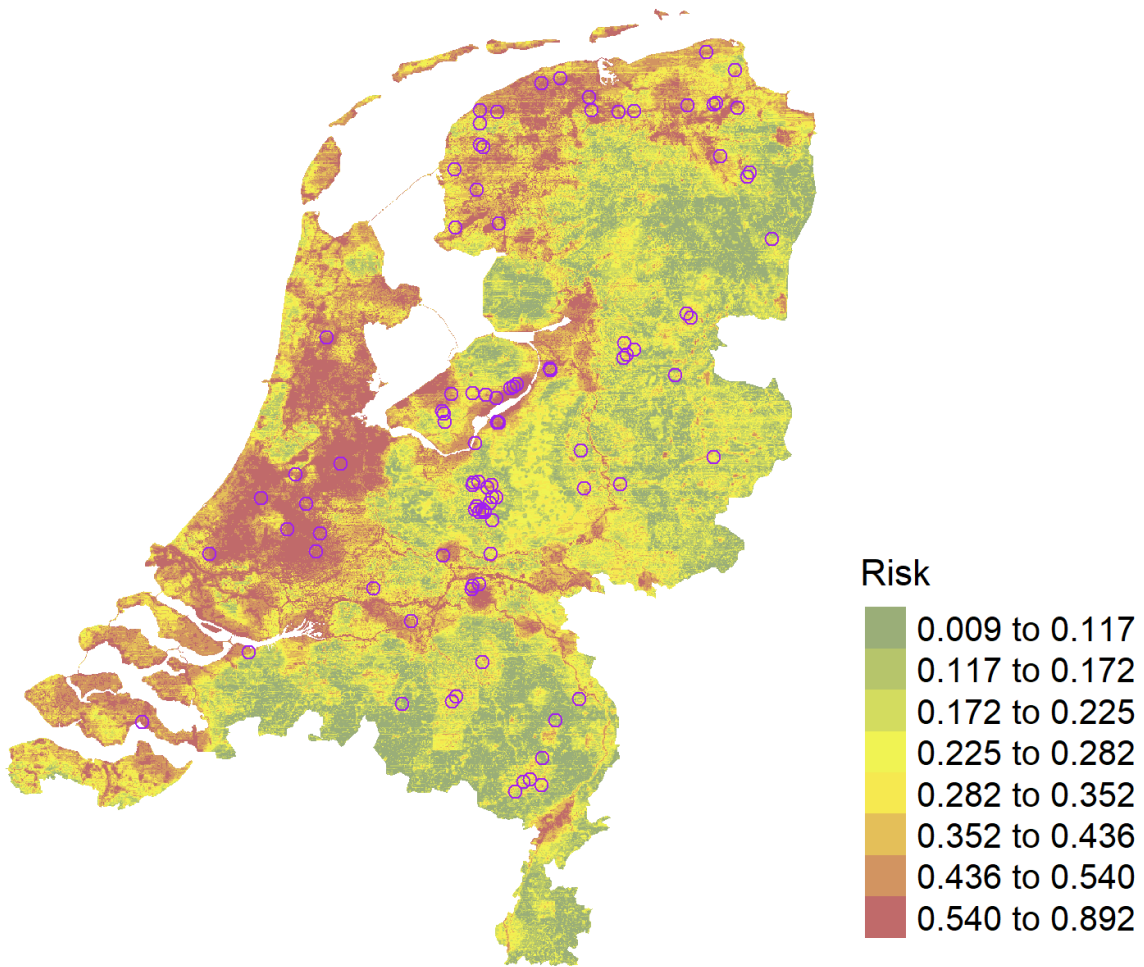 Risk
0.009 to 0.117
0.117 to 0.172
0.172 to 0.225
0.225 to 0.282
0.282 to 0.352
0.352 to 0.436
0.436 to 0.540
0.540 to 0.892